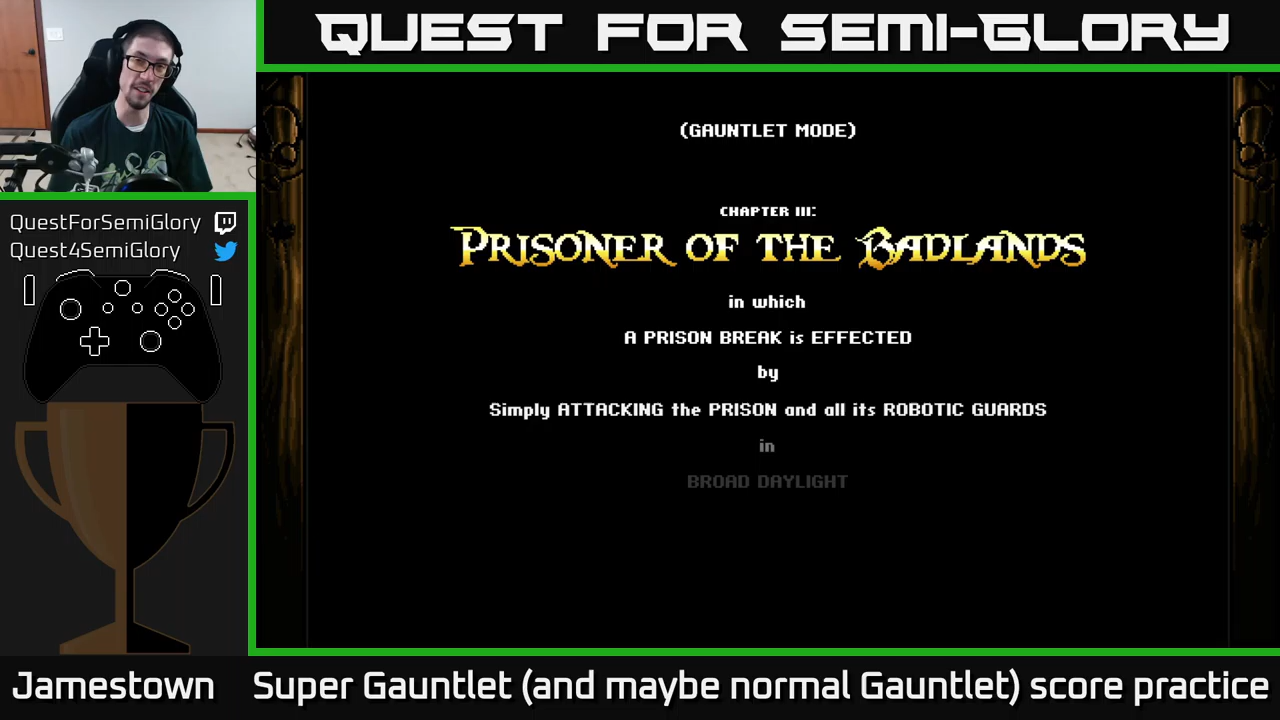 QUEST FOR SEMI-GLORY
QuestForSemiGlory
Quest4SemiGlory
(GAUNTLET MODE)
CHAPTER III:
PRISONER OF THE BADLANDS
in which
A PRISON BREAK is EFFECTED
by
Simply ATTACKING the PRISON and all its ROBOTIC GUARDS
in
BROAD DAYLIGHT
Jamestown Super Gauntlet (and maybe normal Gauntlet) score practice